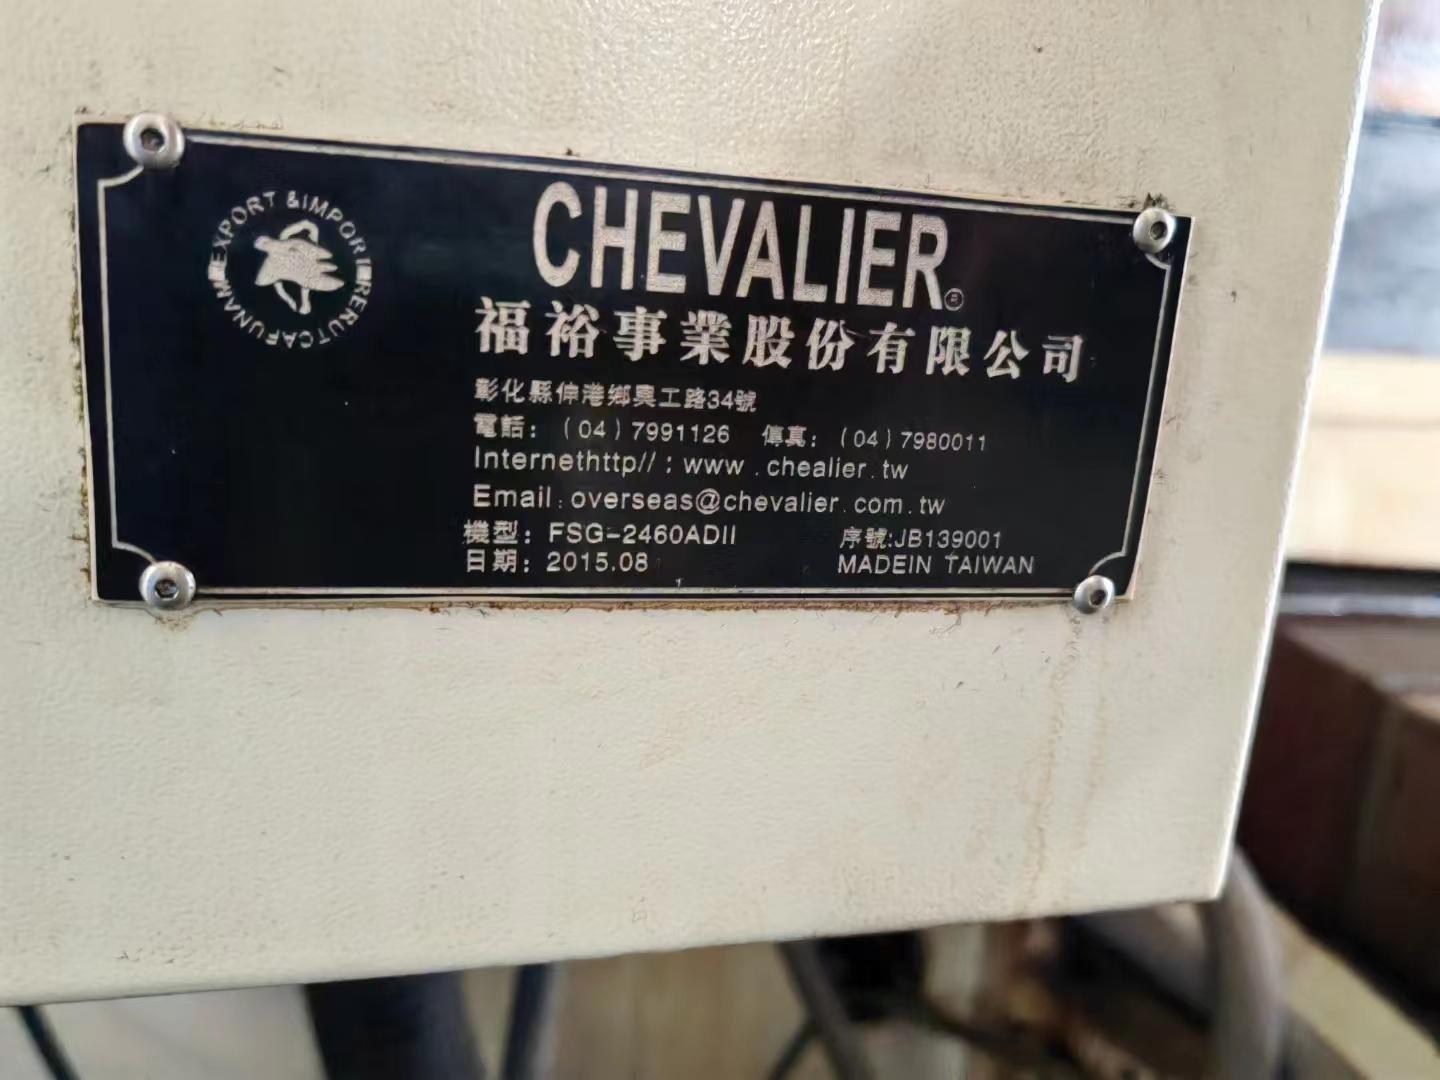 EXPORT & IMPORT
MANUFACTURER
CHEVALIER®
福裕事業股份有限公司
彰化縣伸港鄉興工路34號
電話：（04）7991126 傳真：（04）7980011
Internethttp//：www.chealier.tw
Email：overseas@chevalier.com.tw
機型：FSG-2460ADII 序號:JB139001
日期：2015.08 MADEIN TAIWAN